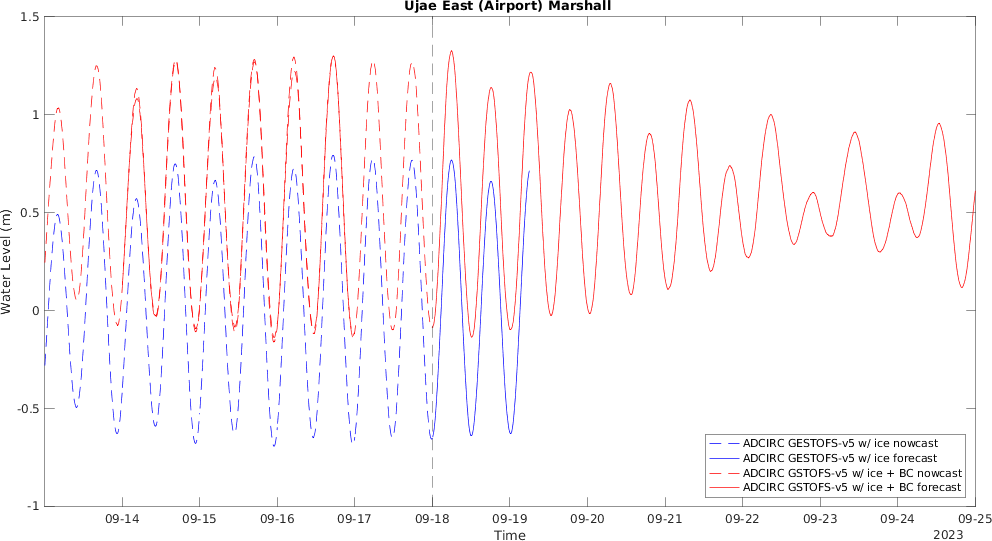 Ujae East (Airport) Marshall
1.5
1
0.5
0
-0.5
-1
Water Level (m)
09-14
09-15
09-16
09-17
09-18
09-19
09-20
09-21
09-22
09-23
09-24
09-25
Time
2023
ADCIRC GESTOFS-v5 w/ ice nowcast
ADCIRC GESTOFS-v5 w/ ice forecast
ADCIRC GSTOFS-v5 w/ ice + BC nowcast
ADCIRC GSTOFS-v5 w/ ice + BC forecast